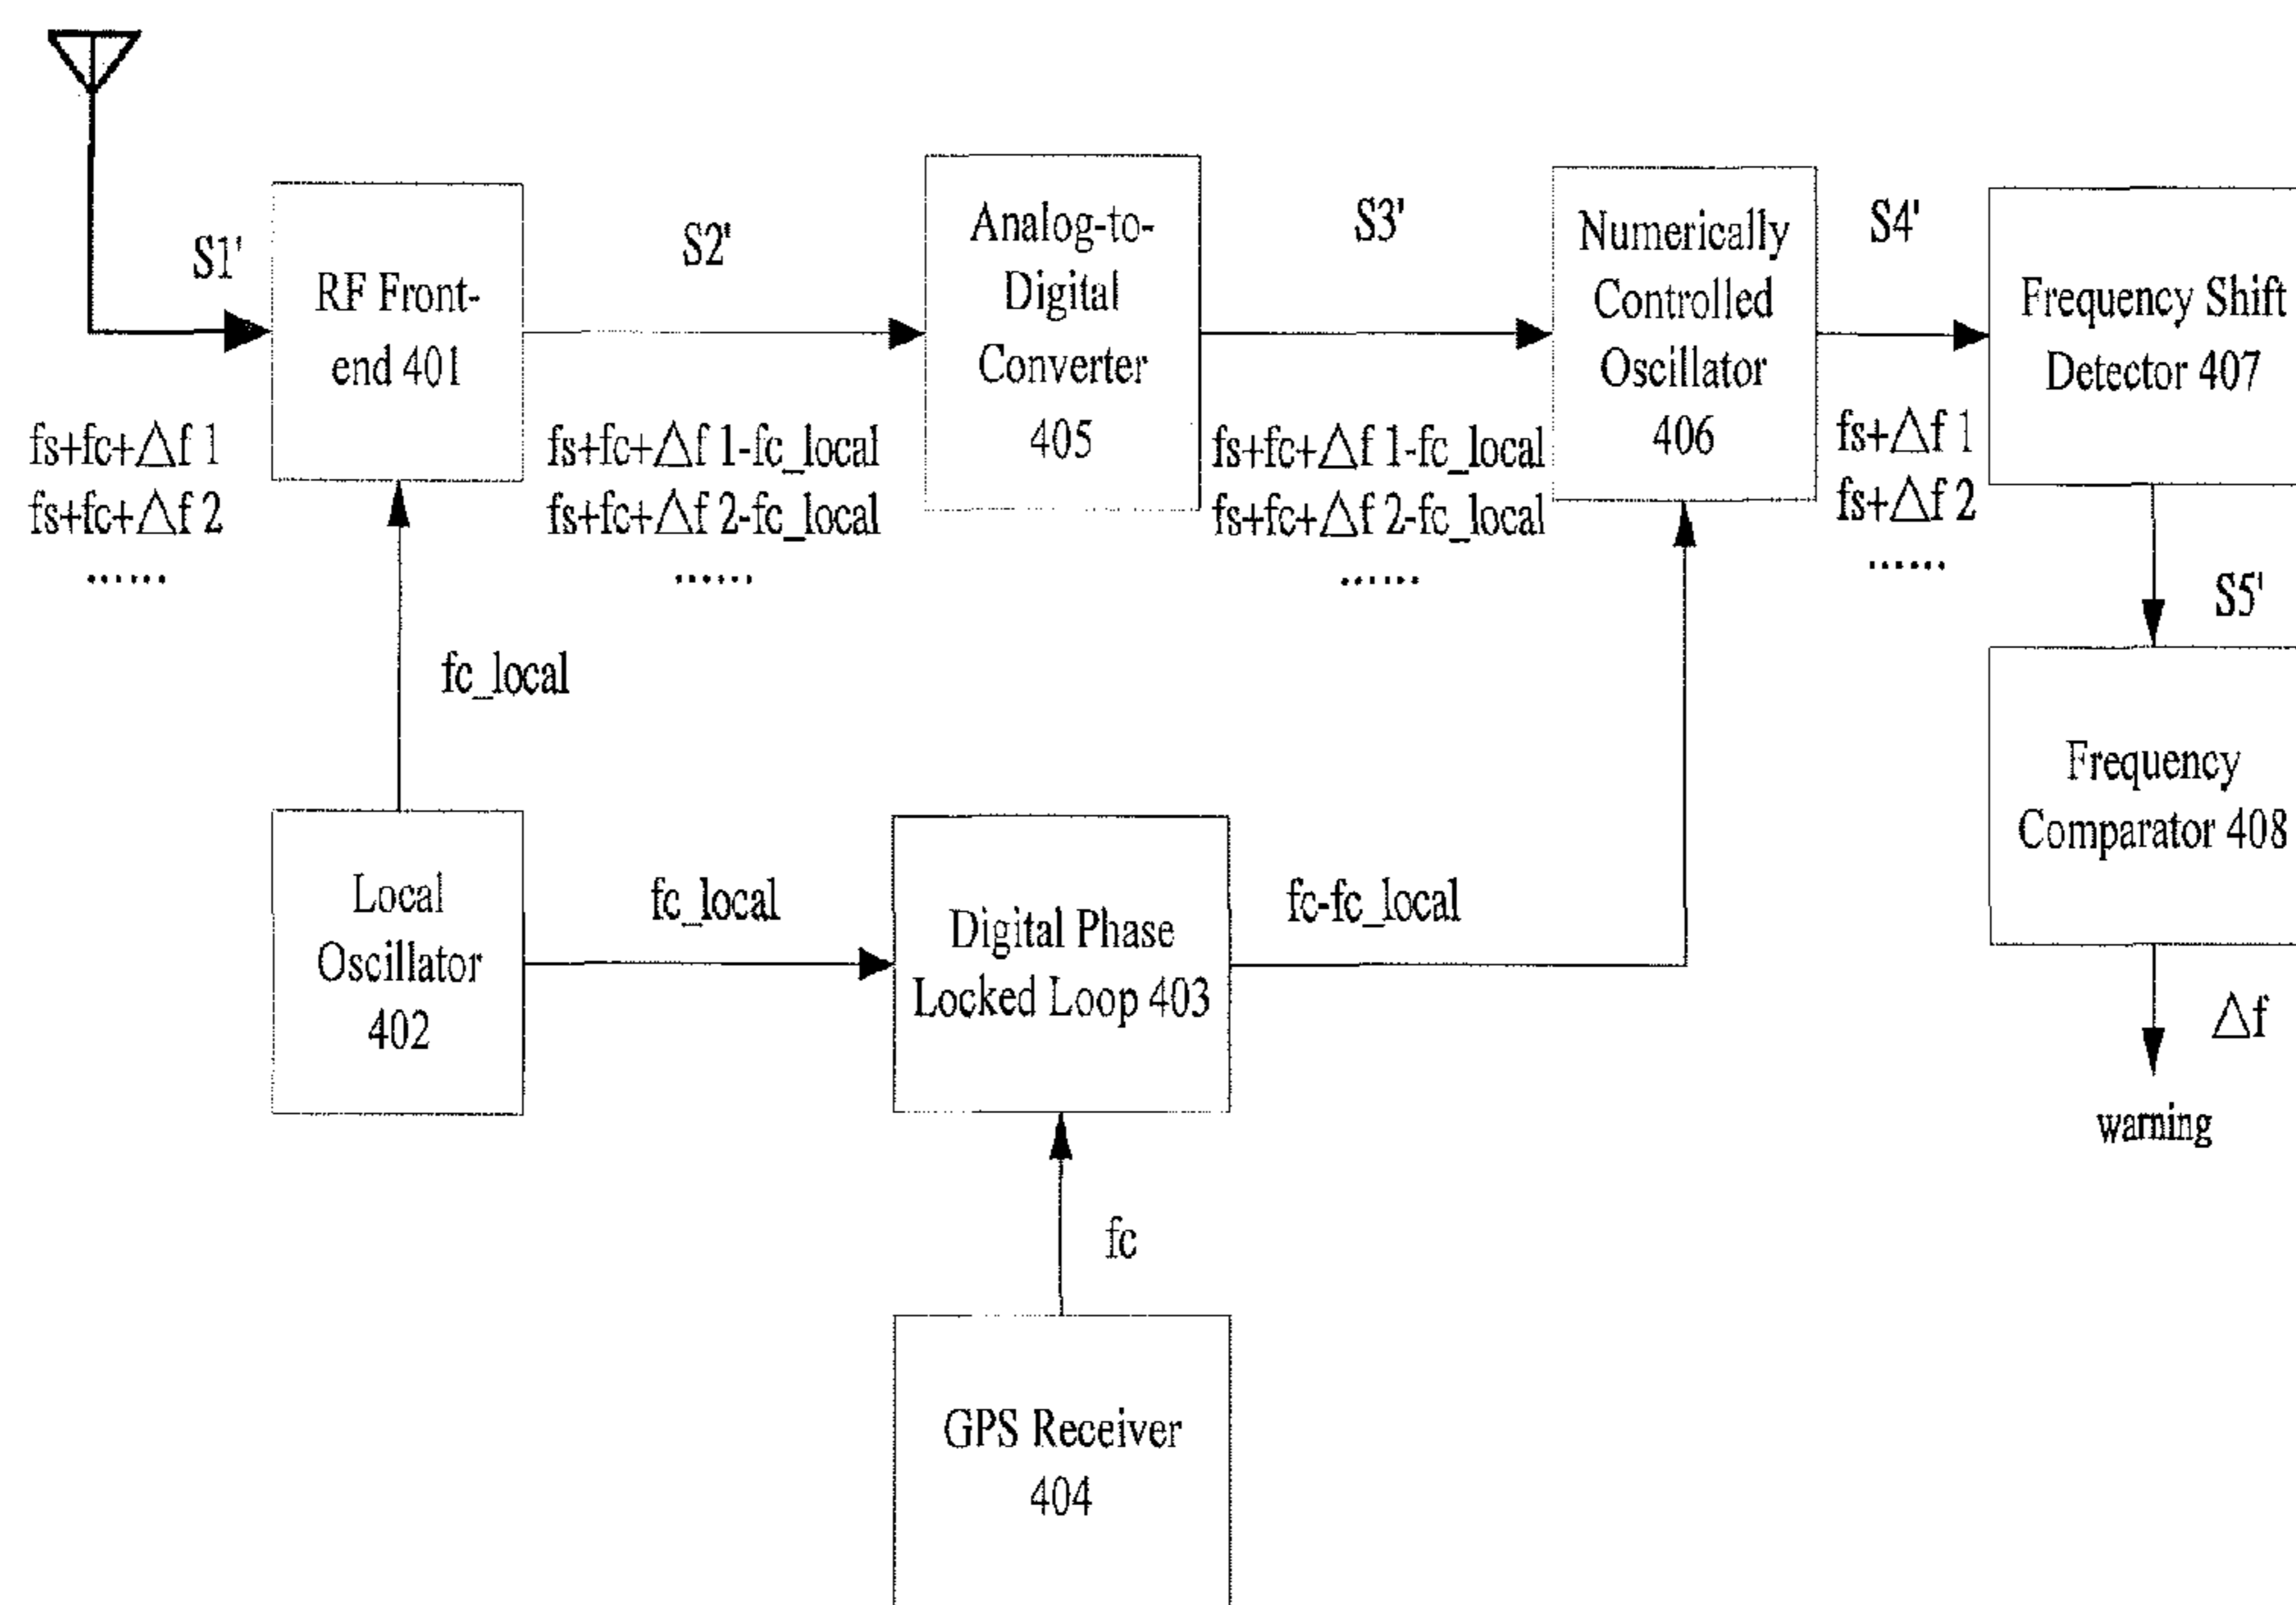 S1'
RF Front-
end 401
S2'
Analog-to-
Digital
Converter
405
S3'
Numerically
Controlled
Oscillator
406
S4'
Frequency Shift
Detector 407
fs+fc+△f 1
fs+fc+△f 2
......
fs+fc+△f 1-fc_local
fs+fc+△f 2-fc_local
......
fs+fc+△f 1-fc_local
fs+fc+△f 2-fc_local
......
fs+△f 1
fs+△f 2
......
S5'
fc_local
Frequency
Comparator 408
Local
Oscillator
402
fc_local
Digital Phase
Locked Loop 403
fc-fc_local
△f
warning
fc
GPS Receiver
404